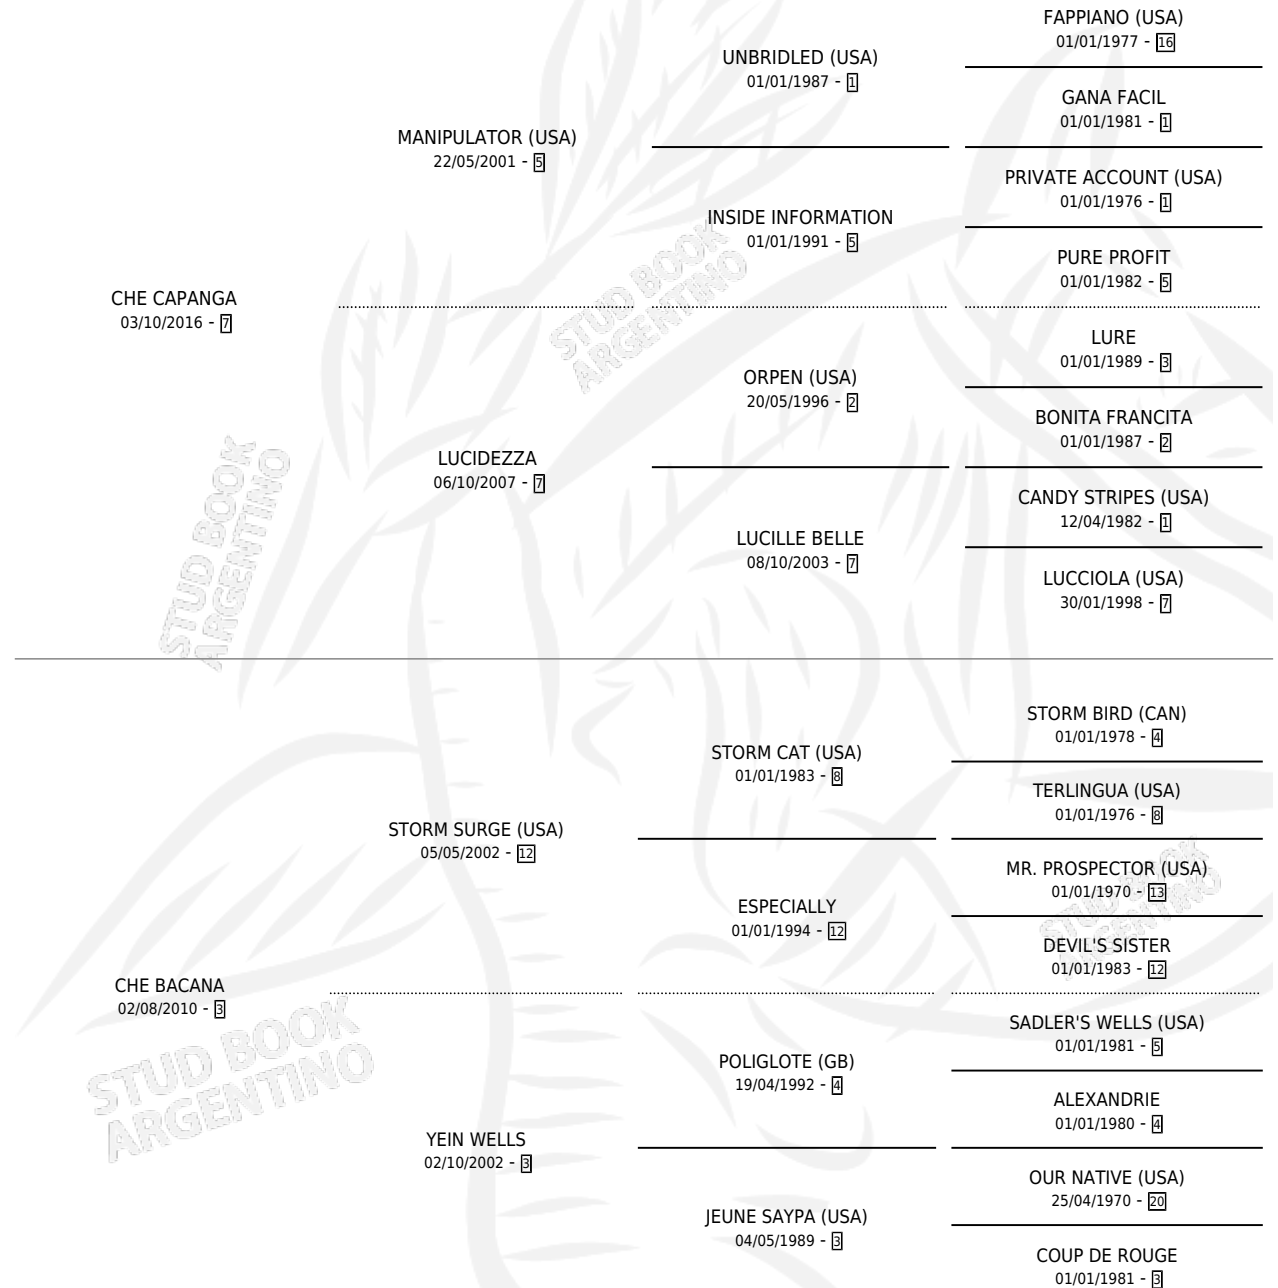 FAPPIANO (USA)
01/01/1977 - 16
UNBRIDLED (USA)
01/01/1987 - 1
GANA FACIL
01/01/1981 - 1
MANIPULATOR (USA)
22/05/2001 - 5
PRIVATE ACCOUNT (USA)
01/01/1976 - 1
INSIDE INFORMATION
01/01/1991 - 5
PURE PROFIT
01/01/1982 - 5
CHE CAPANGA
03/10/2016 - 7
LURE
01/01/1989 - 3
ORPEN (USA)
20/05/1996 - 2
BONITA FRANCITA
01/01/1987 - 2
LUCIDEZZA
06/10/2007 - 7
CANDY STRIPES (USA)
12/04/1982 - 1
LUCILLE BELLE
08/10/2003 - 7
LUCCIOLA (USA)
30/01/1998 - 7
STORM BIRD (CAN)
01/01/1978 - 4
STORM CAT (USA)
01/01/1983 - 8
TERLINGUA (USA)
01/01/1976 - 8
STORM SURGE (USA)
05/05/2002 - 12
MR. PROSPECTOR (USA)
01/01/1970 - 13
ESPECIALLY
01/01/1994 - 12
DEVIL'S SISTER
01/01/1983 - 12
CHE BACANA
02/08/2010 - 3
SADLER'S WELLS (USA)
01/01/1981 - 5
POLIGLOTE (GB)
19/04/1992 - 4
ALEXANDRIE
01/01/1980 - 4
YEIN WELLS
02/10/2002 - 3
OUR NATIVE (USA)
25/04/1970 - 20
JEUNE SAYPA (USA)
04/05/1989 - 3
COUP DE ROUGE
01/01/1981 - 3
STUD BOOK
ARGENTINO
STUD BOOK
ARGENTINO
STUD BOOK
ARGENTINO
STUD BOOK
ARGENTINO